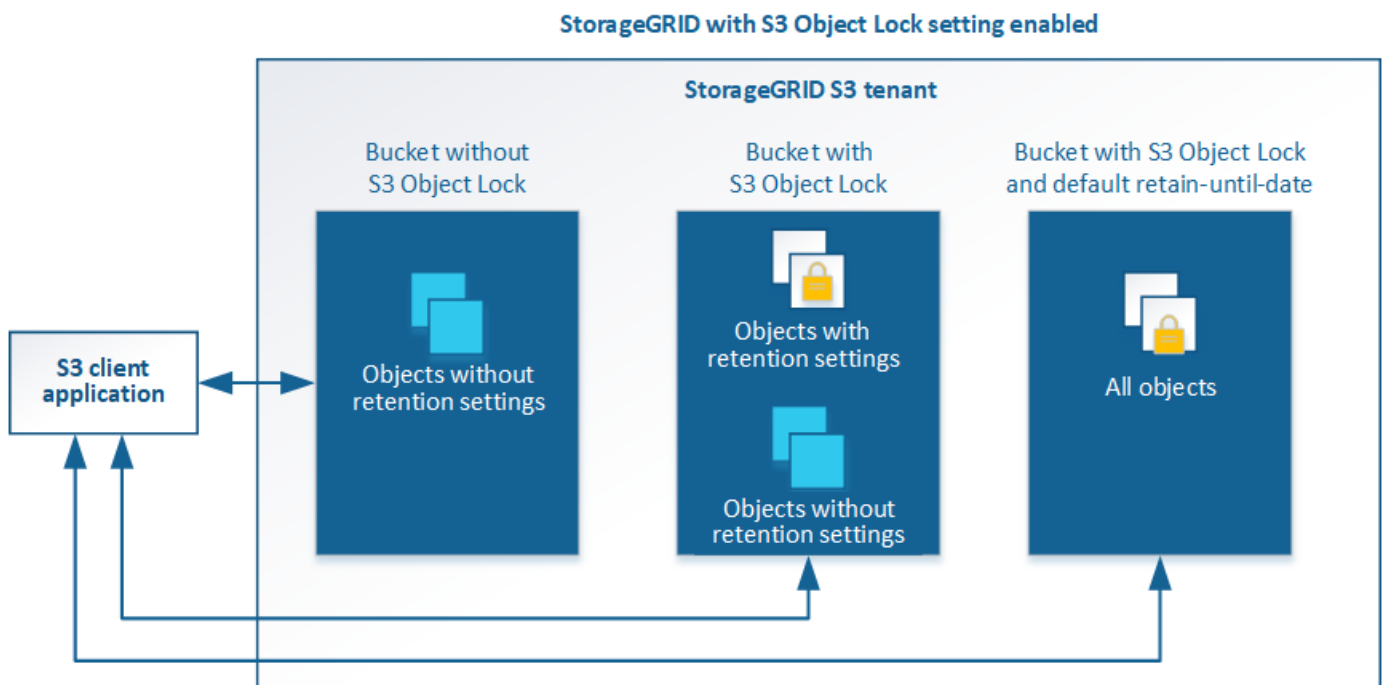 StorageGRID with S3 Object Lock setting enabled
StorageGRID S3 tenant
Bucket without
S3 Object Lock
Bucket with
S3 Object Lock
Bucket with S3 Object Lock
and default retain-until-date
S3 client
application
Objects without
retention settings
Objects with
retention settings
Objects without
retention settings
All objects